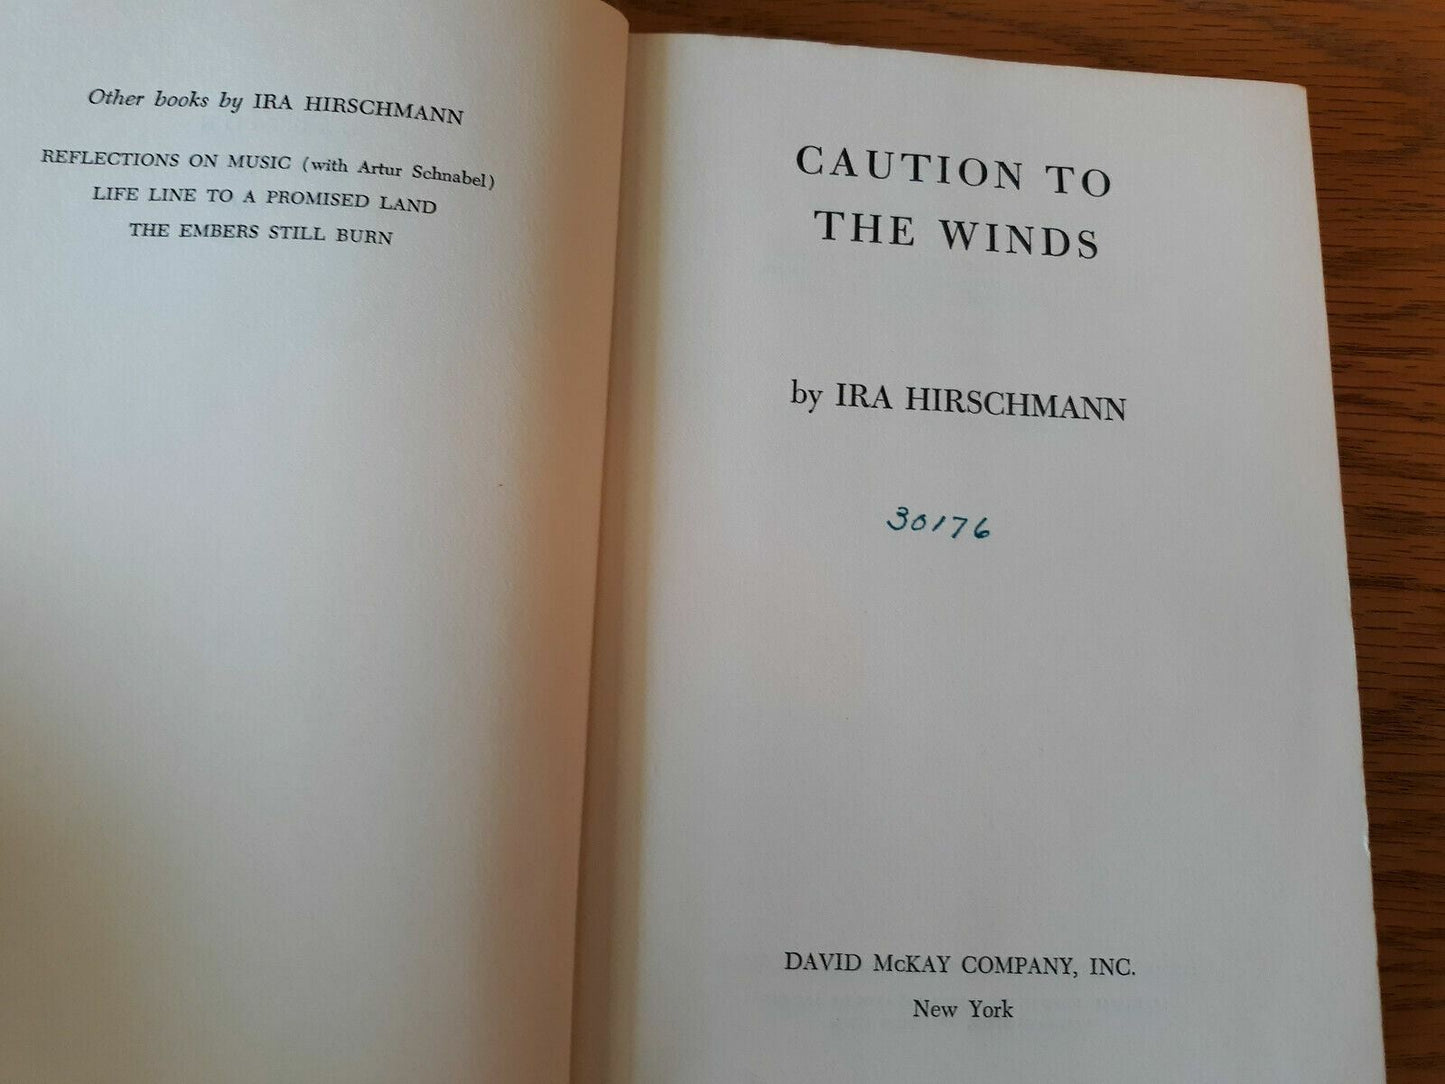 Other books by IRA HIRSCHMANN
REFLECTIONS ON MUSIC (with Artur Schnabel)
LIFE LINE TO A PROMISED LAND
THE EMBERS STILL BURN
CAUTION TO
THE WINDS
by IRA HIRSCHMANN
30176
DAVID McKAY COMPANY, INC.
New York